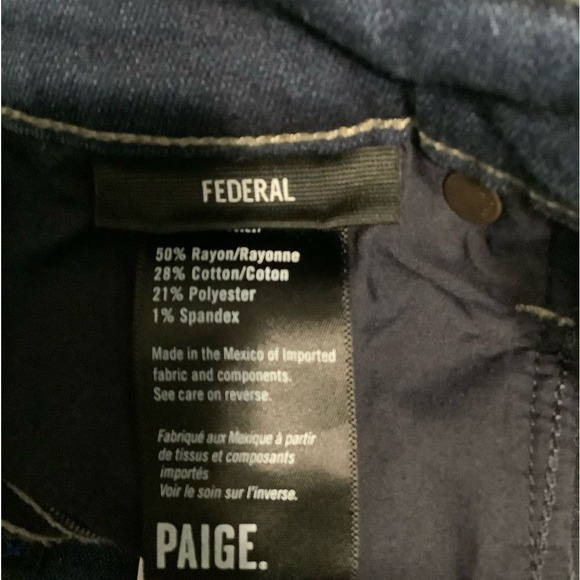 FEDERAL
50% Rayon/Rayonne
28% Cotton/Coton
21% Polyester
1% Spandex
Made in the Mexico of Imported
fabric and components.
See care on reverse.
Fabriqué aux Mexique à partir
de tissus et composants
importés
Voir le soin sur l'inverse.
PAIGE.